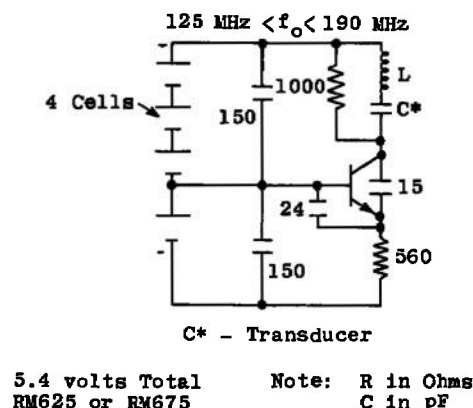 125 MHz <fo< 190 MHz
L
1000
C*
4 Cells
150
15
24
560
150
C* - Transducer
5.4 volts Total Note: R in Ohms
RM625 or RM675 C in pF